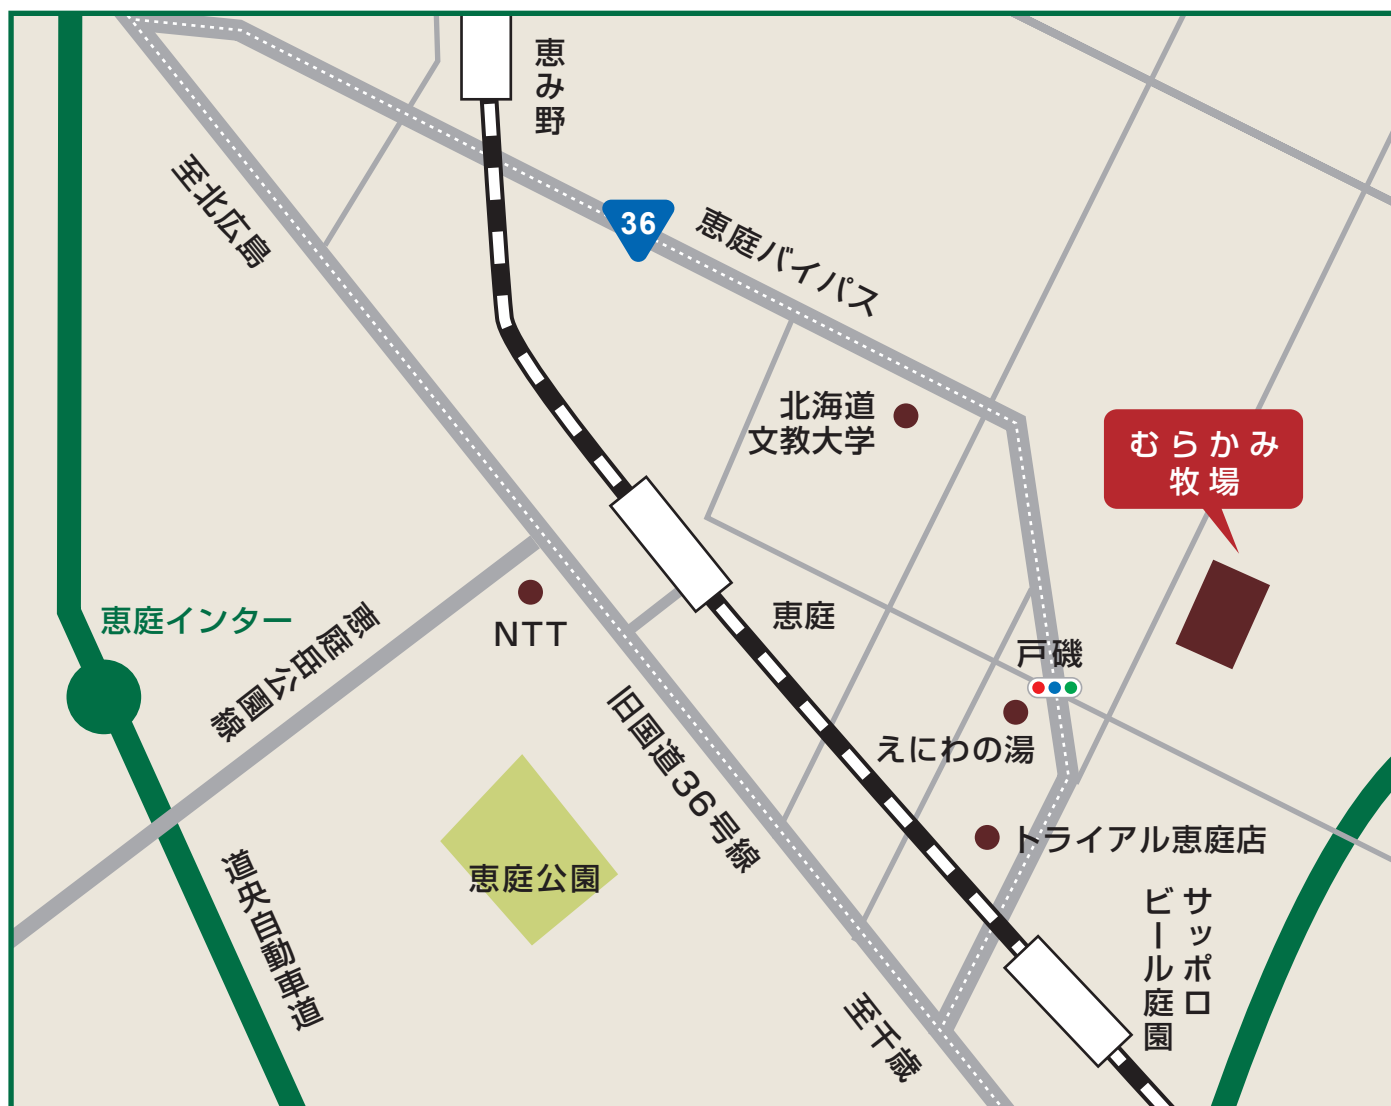 恵み野
至北広島
36
恵庭バイパス
北海道
文教大学
むらかみ
牧場
恵庭インター
恵庭岳公園線
NTT
恵庭
戸磯
えにわの湯
旧国道36号線
トライアル恵庭店
恵庭公園
道央自動車道
サッポロ
ビール庭園
至千歳